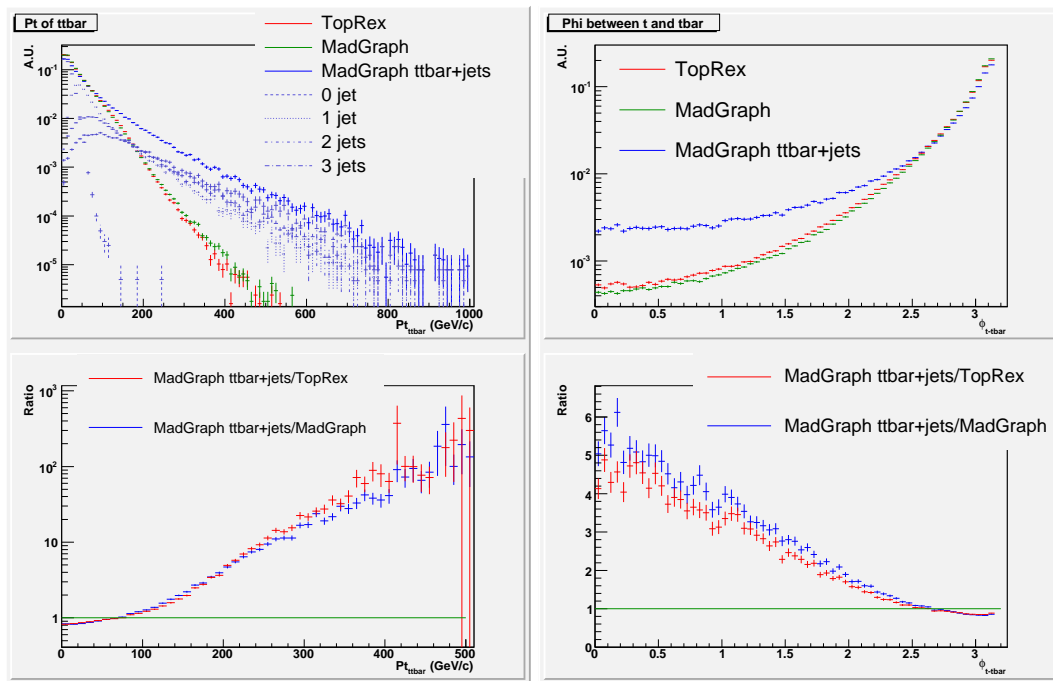 Pt of ttbar
TopRex
MadGraph
MadGraph ttbar+jets
0 jet
1 jet
2 jets
3 jets
A.U.
10⁻¹
10⁻²
10⁻³
10⁻⁴
10⁻⁵
0 200 400 600 800 1000
Pt_ttbar (GeV/c)
Phi between t and tbar
TopRex
MadGraph
MadGraph ttbar+jets
A.U.
10⁻¹
10⁻²
10⁻³
0 0.5 1 1.5 2 2.5 3
ϕ_t-tbar
MadGraph ttbar+jets/TopRex
MadGraph ttbar+jets/MadGraph
Ratio
10³
10²
10
1
0 100 200 300 400 500
Pt_ttbar (GeV/c)
MadGraph ttbar+jets/TopRex
MadGraph ttbar+jets/MadGraph
Ratio
6
5
4
3
2
1
0
0 0.5 1 1.5 2 2.5 3
ϕ_t-tbar